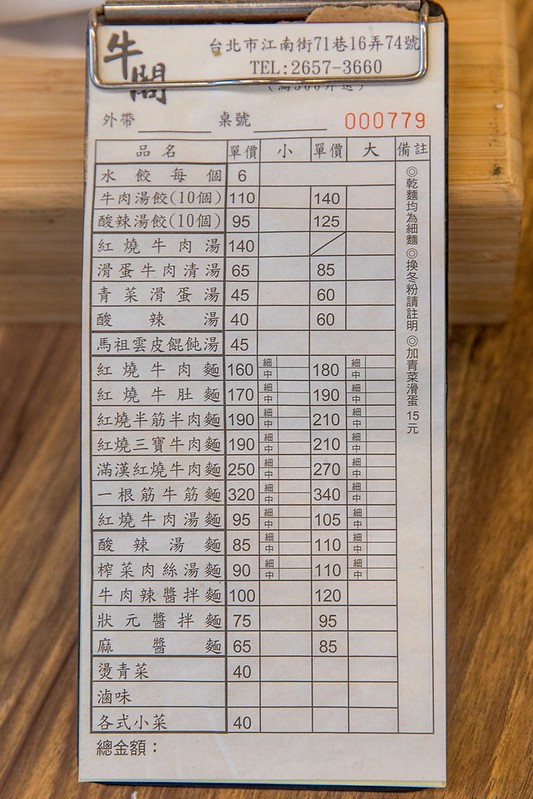 牛閣
台北市江南街71巷16弄74號
TEL:2657-3660
外帶 桌號 000779
品名 單價 小 單價 大 備註
水餃每個 6
牛肉湯餃(10個) 110 140
酸辣湯餃(10個) 95 125
紅燒牛肉湯 140
滑蛋牛肉清湯 65 85
青菜滑蛋湯 45 60
酸辣湯 40 60
馬祖雲皮餛飩湯 45
紅燒牛肉麵 160 細 中 180 細 中
紅燒牛肚麵 170 細 中 190 細 中
紅燒半筋半肉麵 190 細 中 210 細 中
紅燒三寶牛肉麵 190 細 中 210 細 中
滿漢紅燒牛肉麵 250 細 中 270 細 中
一根筋牛筋麵 320 細 中 340 細 中
紅燒牛肉湯麵 95 細 中 105 細 中
酸辣湯麵 85 細 中 110 細 中
榨菜肉絲湯麵 90 細 中 110 細 中
牛肉辣醬拌麵 100 120
狀元醬拌麵 75 95
麻醬麵 65 85
燙青菜 40
滷味
各式小菜 40
總金額：
◎乾麵均為細麵◎換冬粉請註明◎加青菜滑蛋15元